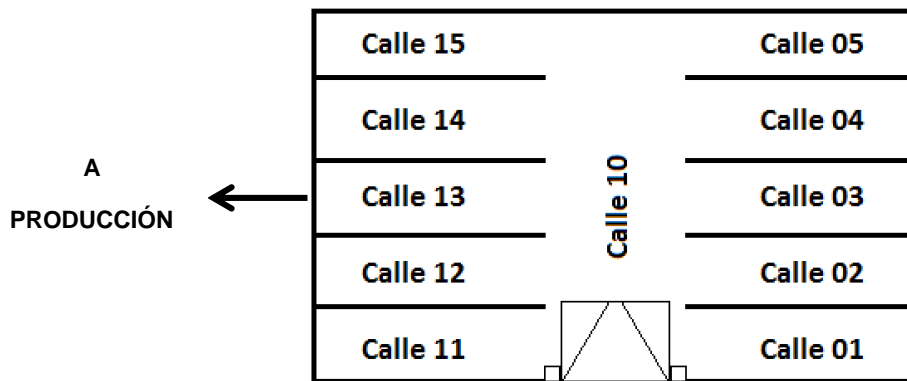 Calle 15
Calle 05
Calle 14
Calle 04
A
PRODUCCIÓN
Calle 13
Calle 10
Calle 03
Calle 12
Calle 02
Calle 11
Calle 01